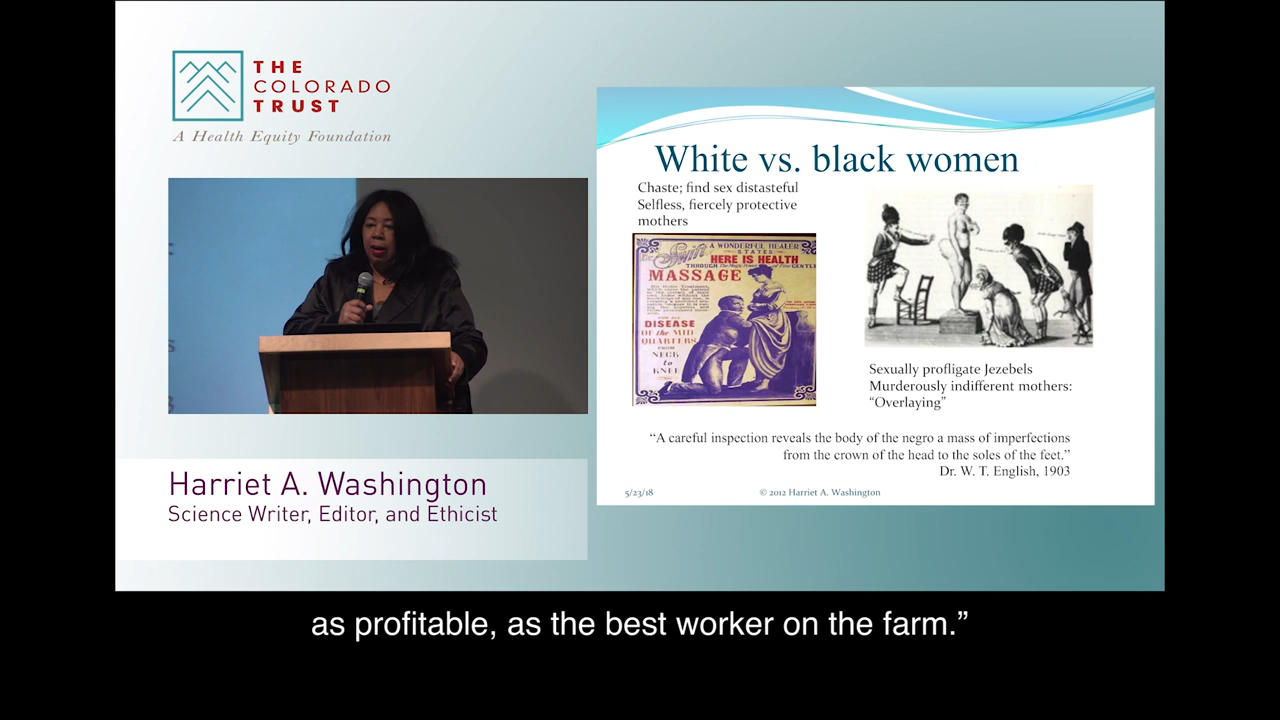 THE
COLORADO
TRUST
A Health Equity Foundation
White vs. black women
Chaste; find sex distasteful
Selfless, fiercely protective
mothers
A WONDERFUL HEALER
STATES
Swift
HERE IS HEALTH
THROUGH
MASSAGE
DISEASE
OF the MID-
QUARTERS
FROM
NECK
to
KNEE
Sexually profligate Jezebels
Murderously indifferent mothers:
“Overlaying”
“A careful inspection reveals the body of the negro a mass of imperfections
from the crown of the head to the soles of the feet.”
Dr. W. T. English, 1903
5/23/18
© 2012 Harriet A. Washington
Harriet A. Washington
Science Writer, Editor, and Ethicist
as profitable, as the best worker on the farm.”